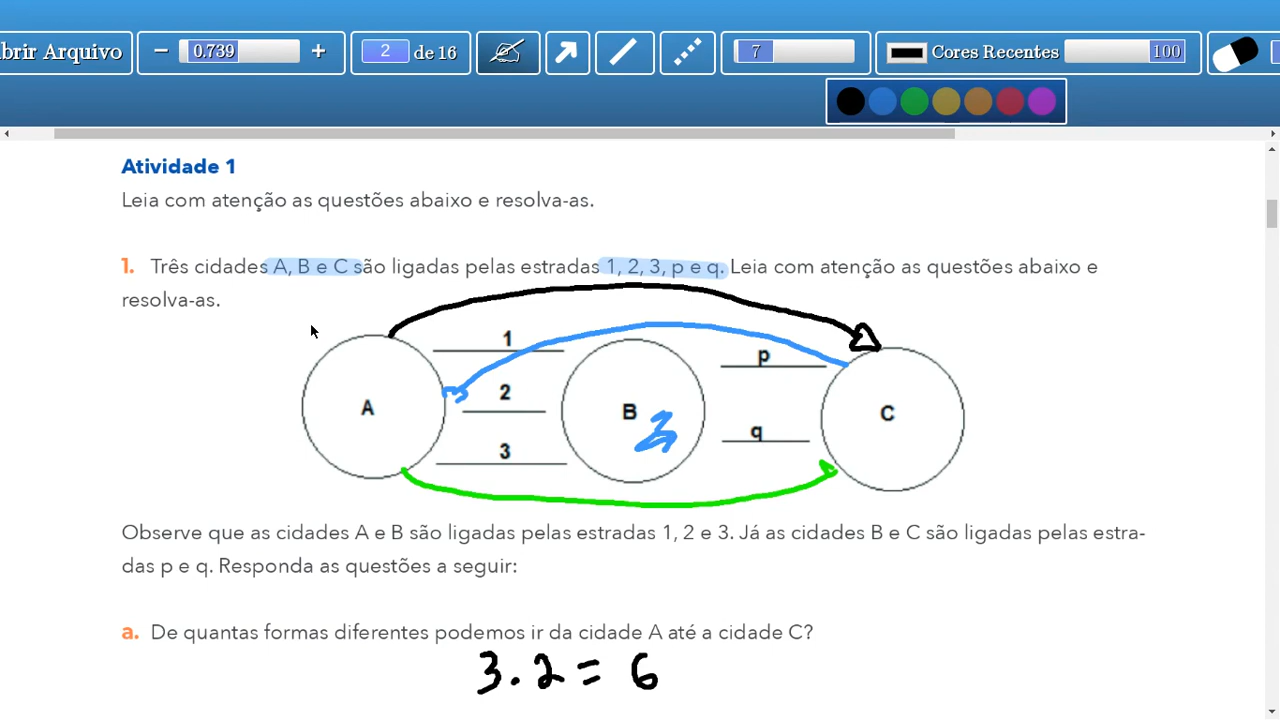 brir Arquivo − 0.739 + 2 de 16 7 Cores Recentes 100
Atividade 1
Leia com atenção as questões abaixo e resolva-as.
1. Três cidades A, B e C são ligadas pelas estradas 1, 2, 3, p e q. Leia com atenção as questões abaixo e
resolva-as.
1
p
2
A
B
C
q
3
Observe que as cidades A e B são ligadas pelas estradas 1, 2 e 3. Já as cidades B e C são ligadas pelas estra-
das p e q. Responda as questões a seguir:
a. De quantas formas diferentes podemos ir da cidade A até a cidade C?
3.2=6